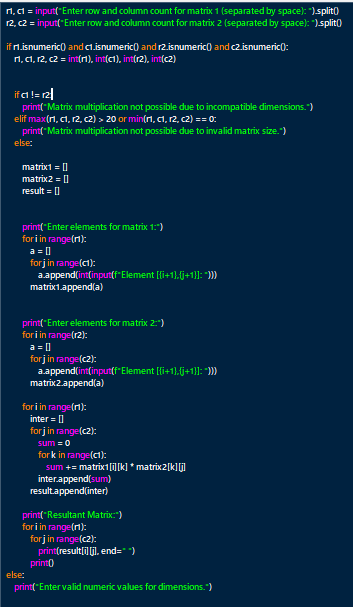 r1, c1 = input("Enter row and column count for matrix 1 (separated by space): ").split()
r2, c2 = input("Enter row and column count for matrix 2 (separated by space): ").split()
if r1.isnumeric() and c1.isnumeric() and r2.isnumeric() and c2.isnumeric():
    r1, c1, r2, c2 = int(r1), int(c1), int(r2), int(c2)
    if c1 != r2:
        print("Matrix multiplication not possible due to incompatible dimensions.")
    elif max(r1, c1, r2, c2) > 20 or min(r1, c1, r2, c2) == 0:
        print("Matrix multiplication not possible due to invalid matrix size.")
    else:
        matrix1 = []
        matrix2 = []
        result = []
        print("Enter elements for matrix 1:")
        for i in range(r1):
            a = []
            for j in range(c1):
                a.append(int(input(f"Element [{i+1},{j+1}]: ")))
            matrix1.append(a)
        print("Enter elements for matrix 2:")
        for i in range(r2):
            a = []
            for j in range(c2):
                a.append(int(input(f"Element [{i+1},{j+1}]: ")))
            matrix2.append(a)
        for i in range(r1):
            inter = []
            for j in range(c2):
                sum = 0
                for k in range(c1):
                    sum += matrix1[i][k] * matrix2[k][j]
                inter.append(sum)
            result.append(inter)
        print("Resultant Matrix:")
        for i in range(r1):
            for j in range(c2):
                print(result[i][j], end=" ")
            print()
else:
    print("Enter valid numeric values for dimensions.")